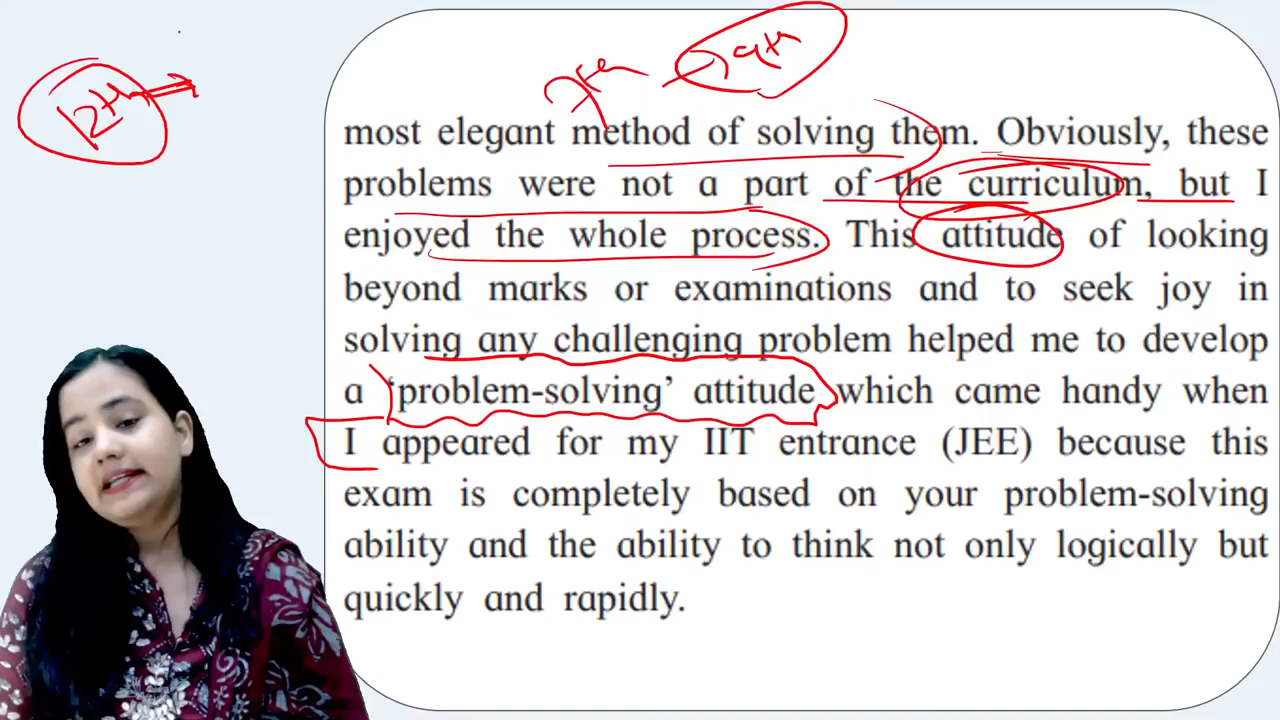 7th 9th
12th
most elegant method of solving them. Obviously, these
problems were not a part of the curriculum, but I
enjoyed the whole process. This attitude of looking
beyond marks or examinations and to seek joy in
solving any challenging problem helped me to develop
a ‘problem-solving’ attitude which came handy when
I appeared for my IIT entrance (JEE) because this
exam is completely based on your problem-solving
ability and the ability to think not only logically but
quickly and rapidly.